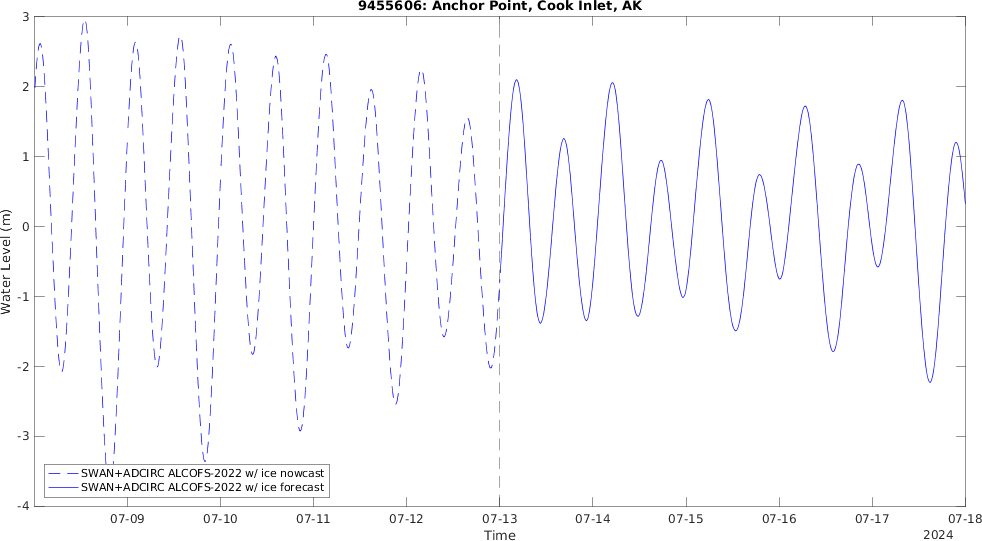 9455606: Anchor Point, Cook Inlet, AK
3
2
1
0
-1
-2
-3
-4
Water Level (m)
SWAN+ADCIRC ALCOFS-2022 w/ ice nowcast
SWAN+ADCIRC ALCOFS-2022 w/ ice forecast
07-09 07-10 07-11 07-12 07-13 07-14 07-15 07-16 07-17 07-18
Time
2024